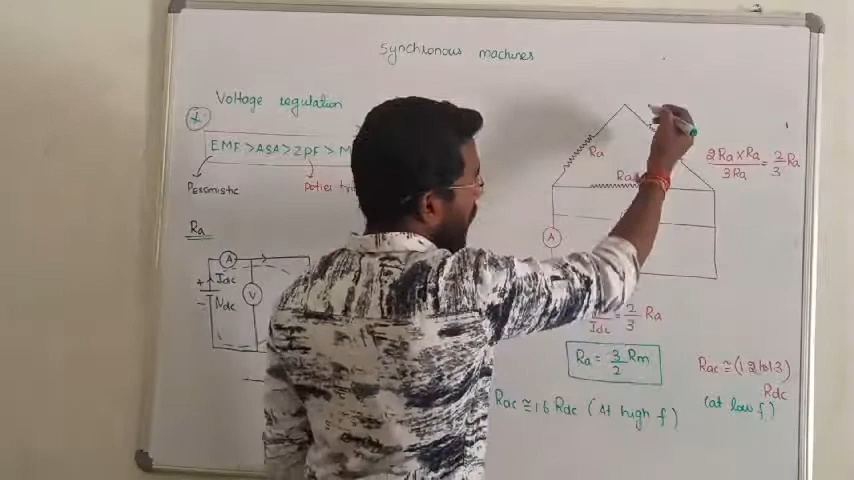 Synchronous machines
Voltage regulation
EMF > ASA > ZPF > M
Pessimistic
Potier tri
Ra
A
Idc
+
-
Vdc
V
Ra
Ra
A
2Ra x Ra / 3Ra = 2/3 Ra
Idc = 2/3 Ra
Ra = 3/2 Rm
Rac ≅ (1.2 to 1.3)
Rdc
(at low f)
Rac ≅ 1.6 Rdc (At high f)